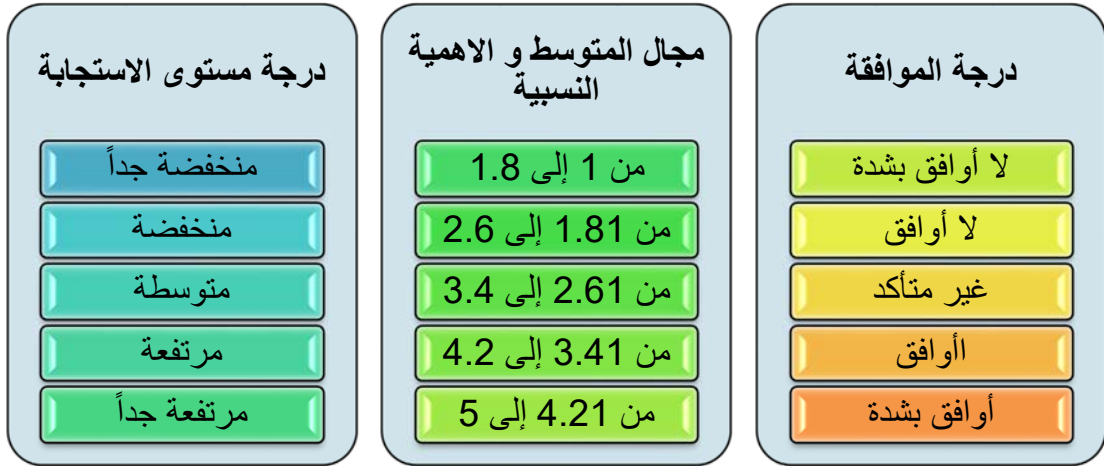 درجة الموافقة
لا أوافق بشدة
لا أوافق
غير متأكد
اأوافق
أوافق بشدة
مجال المتوسط و الاهمية
النسبية
من 1 إلى 1.8
من 1.81 إلى 2.6
من 2.61 إلى 3.4
من 3.41 إلى 4.2
من 4.21 إلى 5
درجة مستوى الاستجابة
منخفضة جداً
منخفضة
متوسطة
مرتفعة
مرتفعة جداً